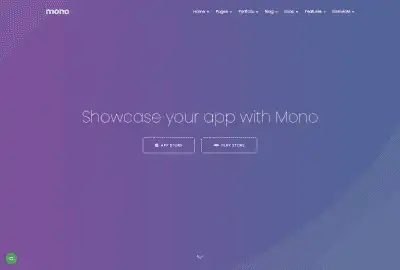 mono
Home Pages Portfolio Blog Shop Features Elements
Showcase your app with Mono
APP STORE
PLAY STORE